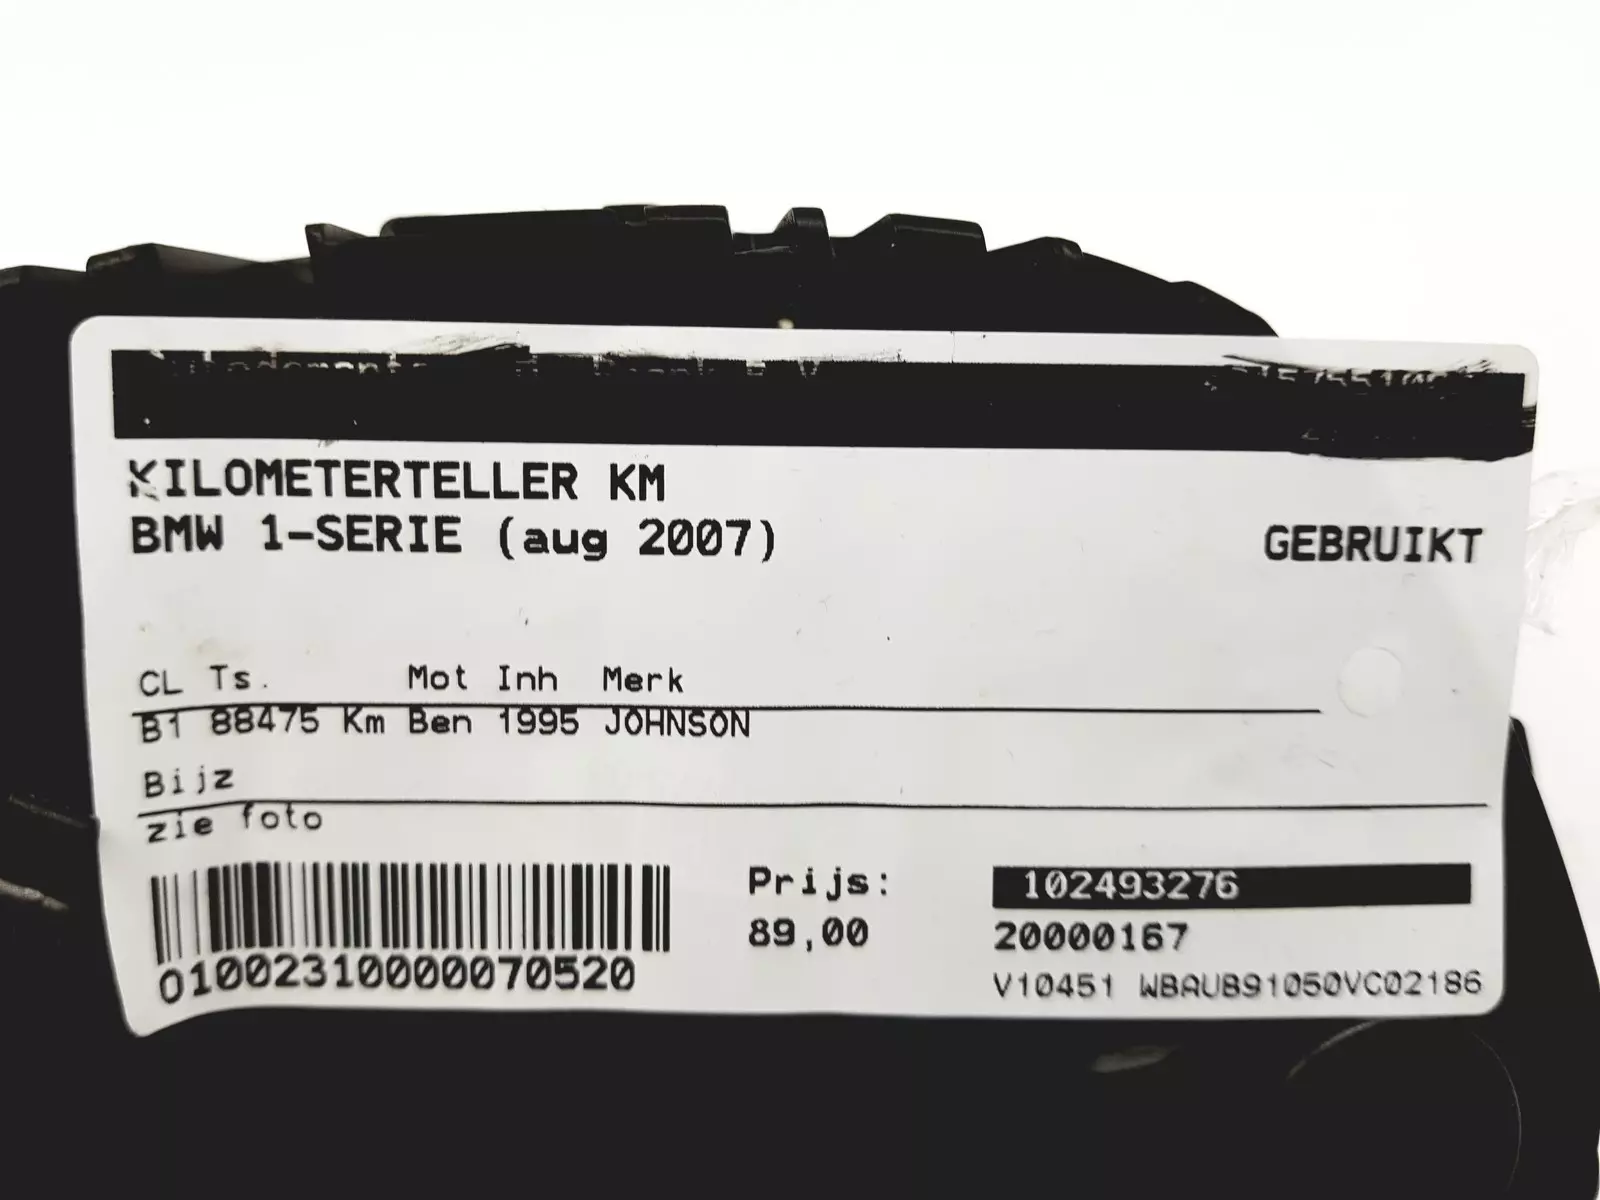 KILOMETERTELLER KM
BMW 1-SERIE (aug 2007)
GEBRUIKT
CL Ts. Mot Inh Merk
B1 88475 Km Ben 1995 JOHNSON
Bijz
zie foto
Prijs:
102493276
89,00
20000167
01002310000070520
V10451 WBAUB91050VC02186